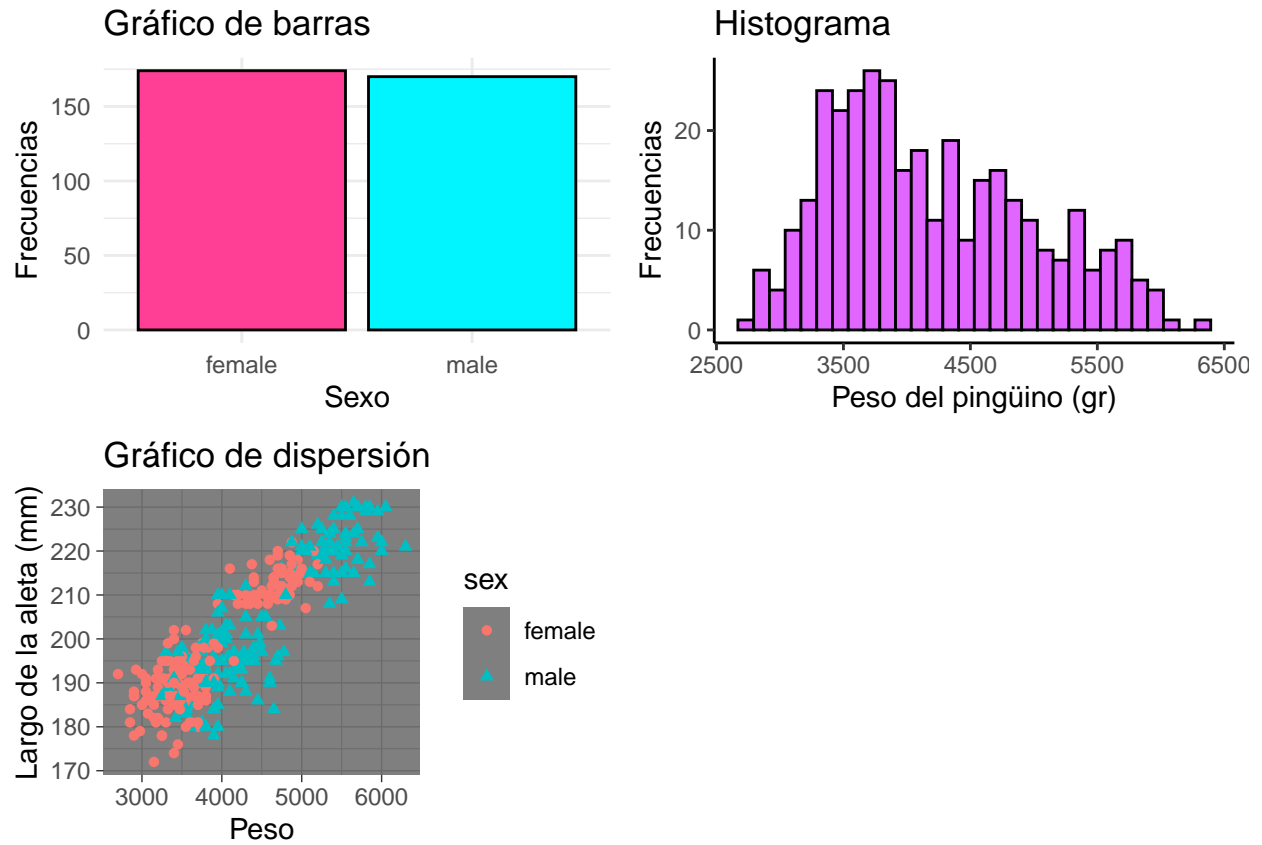 Gráfico de barras
Frecuencias
150
100
50
0
female
male
Sexo
Histograma
Frecuencias
20
10
0
2500
3500
4500
5500
6500
Peso del pingüino (gr)
Gráfico de dispersión
Largo de la aleta (mm)
230
220
210
200
190
180
170
3000
4000
5000
6000
Peso
sex
female
male